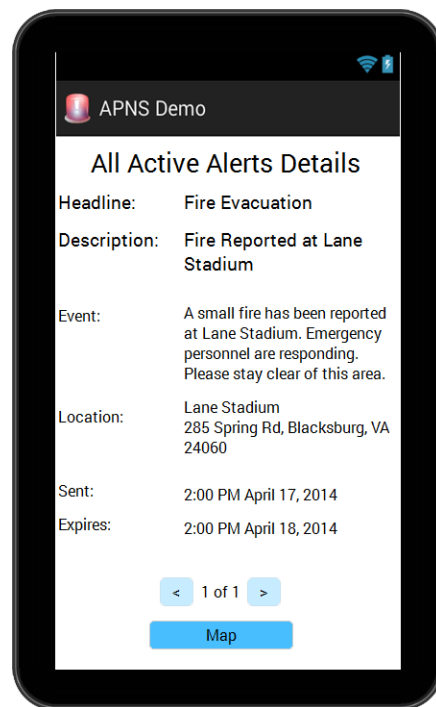 APNS Demo
All Active Alerts Details
Headline: Fire Evacuation
Description: Fire Reported at Lane
Stadium
Event: A small fire has been reported
at Lane Stadium. Emergency
personnel are responding.
Please stay clear of this area.
Location: Lane Stadium
285 Spring Rd, Blacksburg, VA
24060
Sent: 2:00 PM April 17, 2014
Expires: 2:00 PM April 18, 2014
< 1 of 1 >
Map